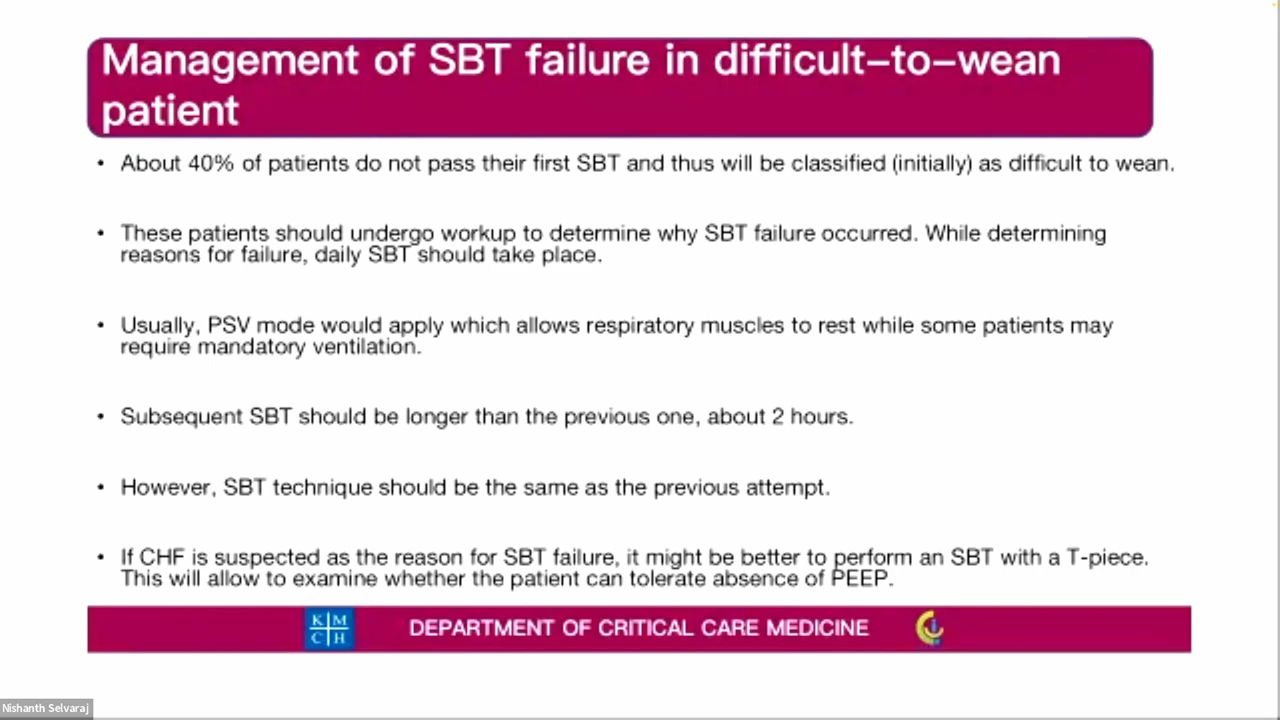 Management of SBT failure in difficult-to-wean
patient
• About 40% of patients do not pass their first SBT and thus will be classified (initially) as difficult to wean.
• These patients should undergo workup to determine why SBT failure occurred. While determining
reasons for failure, daily SBT should take place.
• Usually, PSV mode would apply which allows respiratory muscles to rest while some patients may
require mandatory ventilation.
• Subsequent SBT should be longer than the previous one, about 2 hours.
• However, SBT technique should be the same as the previous attempt.
• If CHF is suspected as the reason for SBT failure, it might be better to perform an SBT with a T-piece.
This will allow to examine whether the patient can tolerate absence of PEEP.
K M
C H
DEPARTMENT OF CRITICAL CARE MEDICINE
Nishanth Selvaraj